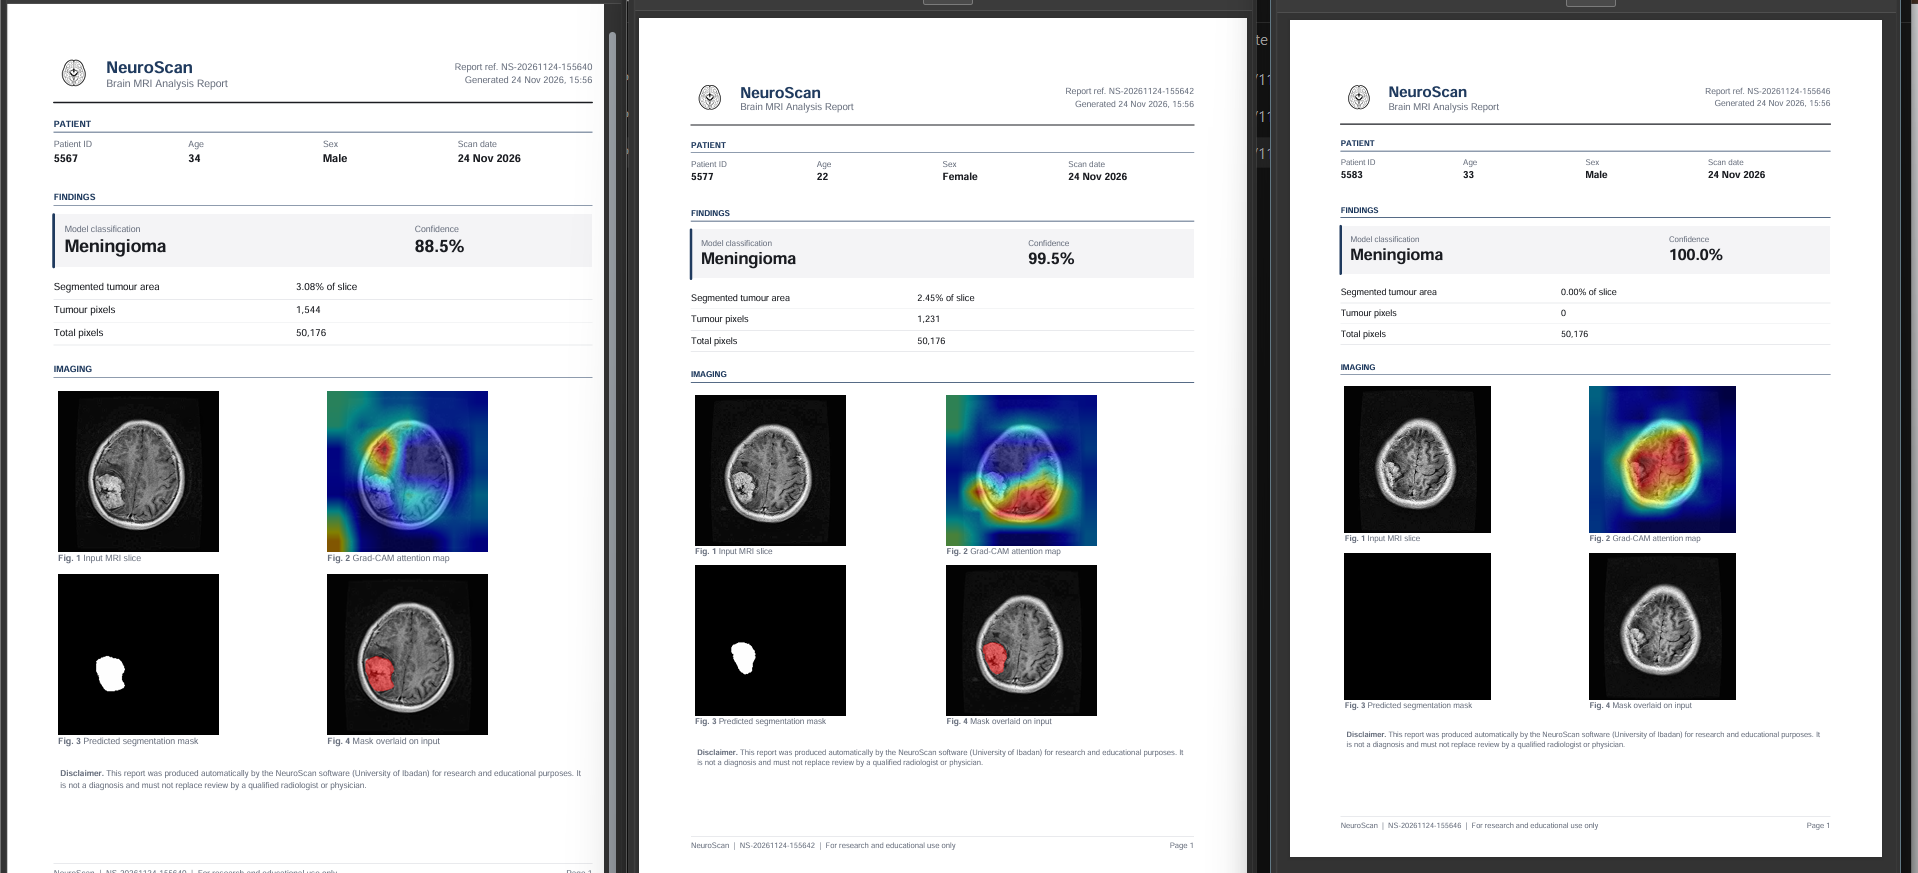 NeuroScan
Brain MRI Analysis Report
Report ref. NS-20261124-155640
Generated 24 Nov 2026, 15:56
PATIENT
Patient ID Age Sex Scan date
5567 34 Male 24 Nov 2026
FINDINGS
Model classification Confidence
Meningioma 88.5%
Segmented tumour area 3.08% of slice
Tumour pixels 1,544
Total pixels 50,176
IMAGING
Fig. 1 Input MRI slice Fig. 2 Grad-CAM attention map
Fig. 3 Predicted segmentation mask Fig. 4 Mask overlaid on input
Disclaimer. This report was produced automatically by the NeuroScan software (University of Ibadan) for research and educational purposes. It
is not a diagnosis and must not replace review by a qualified radiologist or physician.
NeuroScan | NS-20261124-155640 | For research and educational use only Page 1
NeuroScan
Brain MRI Analysis Report
Report ref. NS-20261124-155642
Generated 24 Nov 2026, 15:56
PATIENT
Patient ID Age Sex Scan date
5577 22 Female 24 Nov 2026
FINDINGS
Model classification Confidence
Meningioma 99.5%
Segmented tumour area 2.45% of slice
Tumour pixels 1,231
Total pixels 50,176
IMAGING
Fig. 1 Input MRI slice Fig. 2 Grad-CAM attention map
Fig. 3 Predicted segmentation mask Fig. 4 Mask overlaid on input
Disclaimer. This report was produced automatically by the NeuroScan software (University of Ibadan) for research and educational purposes. It
is not a diagnosis and must not replace review by a qualified radiologist or physician.
NeuroScan | NS-20261124-155642 | For research and educational use only Page 1
te
/11
/11
/11
NeuroScan
Brain MRI Analysis Report
Report ref. NS-20261124-155646
Generated 24 Nov 2026, 15:56
PATIENT
Patient ID Age Sex Scan date
5583 33 Male 24 Nov 2026
FINDINGS
Model classification Confidence
Meningioma 100.0%
Segmented tumour area 0.00% of slice
Tumour pixels 0
Total pixels 50,176
IMAGING
Fig. 1 Input MRI slice Fig. 2 Grad-CAM attention map
Fig. 3 Predicted segmentation mask Fig. 4 Mask overlaid on input
Disclaimer. This report was produced automatically by the NeuroScan software (University of Ibadan) for research and educational purposes. It
is not a diagnosis and must not replace review by a qualified radiologist or physician.
NeuroScan | NS-20261124-155646 | For research and educational use only Page 1